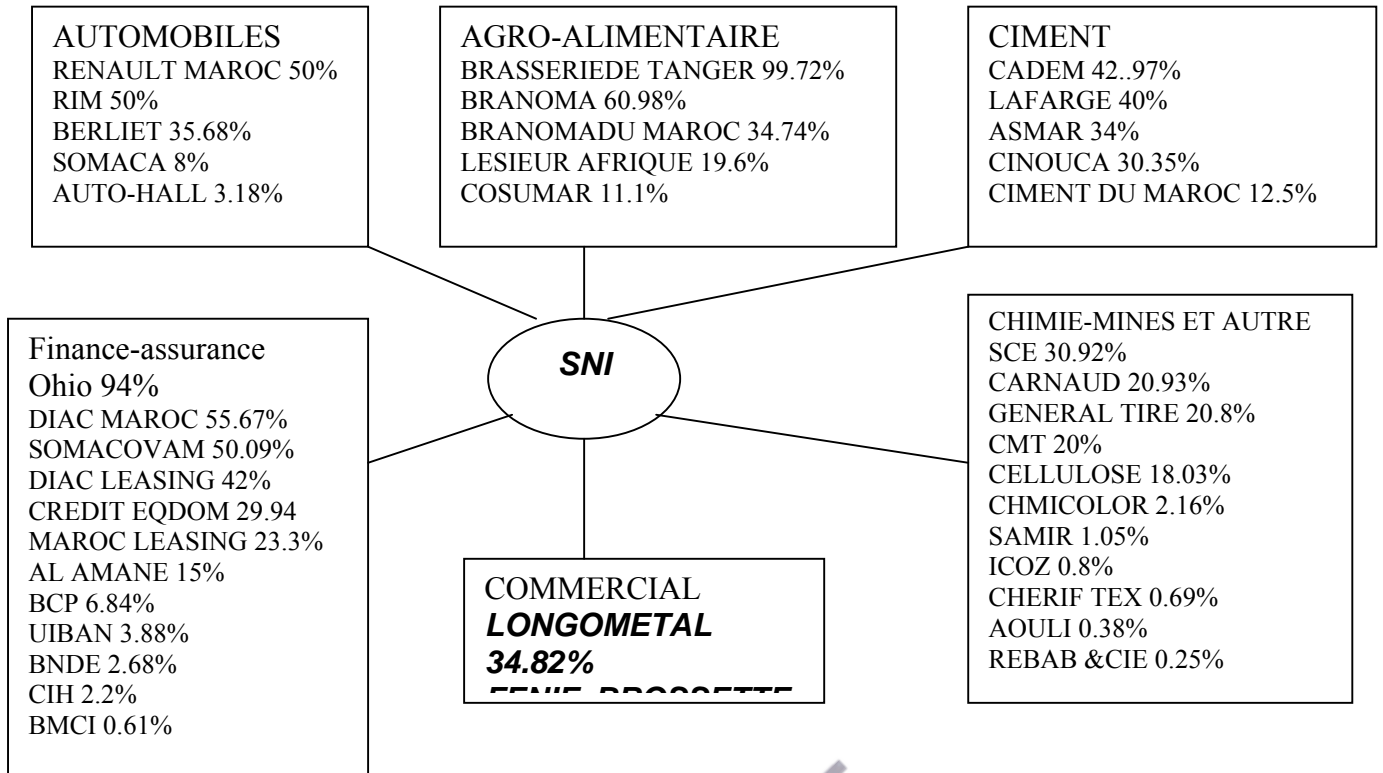 AUTOMOBILES
RENAULT MAROC 50%
RIM 50%
BERLIET 35.68%
SOMACA 8%
AUTO-HALL 3.18%
AGRO-ALIMENTAIRE
BRASSERIEDE TANGER 99.72%
BRANOMA 60.98%
BRANOMADU MAROC 34.74%
LESIEUR AFRIQUE 19.6%
COSUMAR 11.1%
CIMENT
CADEM 42..97%
LAFARGE 40%
ASMAR 34%
CINOUCA 30.35%
CIMENT DU MAROC 12.5%
SNI
Finance-assurance
Ohio 94%
DIAC MAROC 55.67%
SOMACOVAM 50.09%
DIAC LEASING 42%
CREDIT EQDOM 29.94
MAROC LEASING 23.3%
AL AMANE 15%
BCP 6.84%
UIBAN 3.88%
BNDE 2.68%
CIH 2.2%
BMCI 0.61%
COMMERCIAL
LONGOMETAL
34.82%
CHIMIE-MINES ET AUTRE
SCE 30.92%
CARNAUD 20.93%
GENERAL TIRE 20.8%
CMT 20%
CELLULOSE 18.03%
CHMICOLOR 2.16%
SAMIR 1.05%
ICOZ 0.8%
CHERIF TEX 0.69%
AOULI 0.38%
REBAB &CIE 0.25%